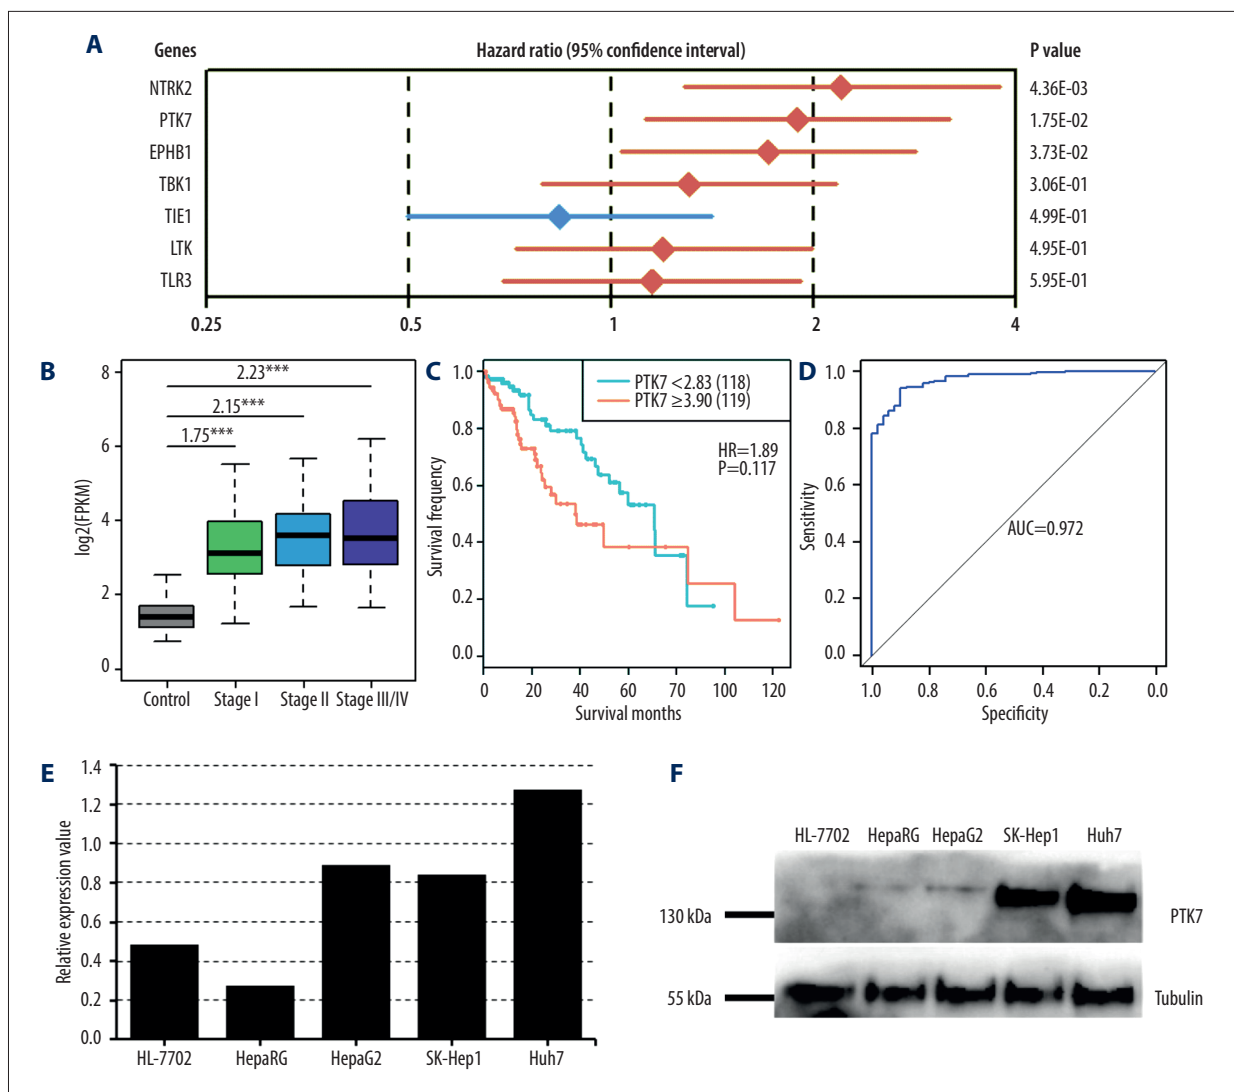 A
Genes Hazard ratio (95% confidence interval) P value
NTRK2 4.36E-03
PTK7 1.75E-02
EPHB1 3.73E-02
TBK1 3.06E-01
TIE1 4.99E-01
LTK 4.95E-01
TLR3 5.95E-01
0.25 0.5 1 2 4
B
log2(FPKM)
8
6
4
2
0
2.23***
2.15***
1.75***
Control Stage I Stage II Stage III/IV
C
Survival frequency
1.0
0.8
0.6
0.4
0.2
0.0
PTK7 <2.83 (118)
PTK7 ≥3.90 (119)
HR=1.89
P=0.117
0 20 40 60 70 100 120
Survival months
D
Sensitivity
1.0
0.8
0.6
0.4
0.2
0.0
AUC=0.972
1.0 0.8 0.6 0.4 0.2 0.0
Specificity
E
Relative expression value
1.4
1.2
1.0
0.8
0.6
0.4
0.2
0.0
HL-7702 HepaRG HepaG2 SK-Hep1 Huh7
F
HL-7702 HepaRG HepaG2 SK-Hep1 Huh7
130 kDa PTK7
55 kDa Tubulin